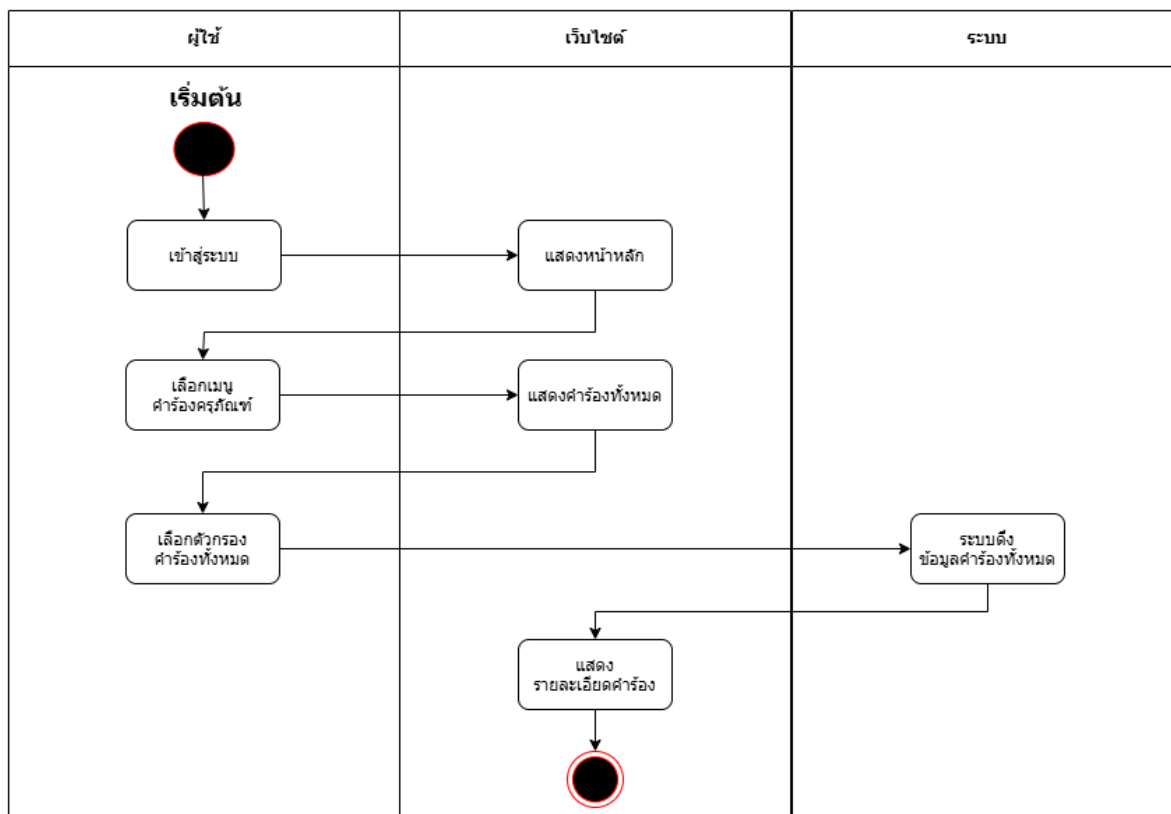 ผู้ใช้
เว็บไซต์
ระบบ
เริ่มต้น
เข้าสู่ระบบ
แสดงหน้าหลัก
เลือกเมนู
คำร้องครุภัณฑ์
แสดงคำร้องทั้งหมด
เลือกตัวกรอง
คำร้องทั้งหมด
ระบบดึง
ข้อมูลคำร้องทั้งหมด
แสดง
รายละเอียดคำร้อง